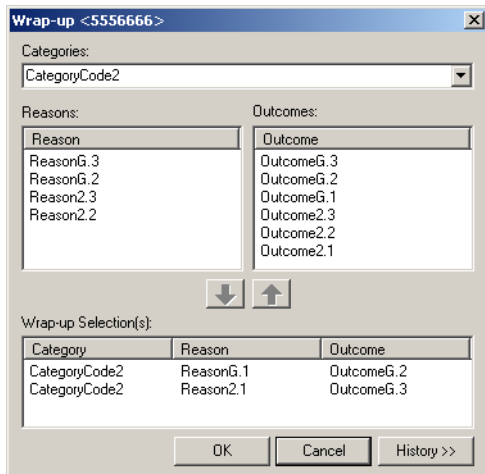 Wrap-up <5556666>
Categories:
CategoryCode2
Reasons:
Outcomes:
Reason
ReasonG.3
ReasonG.2
Reason2.3
Reason2.2
Outcome
OutcomeG.3
OutcomeG.2
OutcomeG.1
Outcome2.3
Outcome2.2
Outcome2.1
Wrap-up Selection(s):
Category Reason Outcome
CategoryCode2 ReasonG.1 OutcomeG.2
CategoryCode2 Reason2.1 OutcomeG.3
OK Cancel History >>